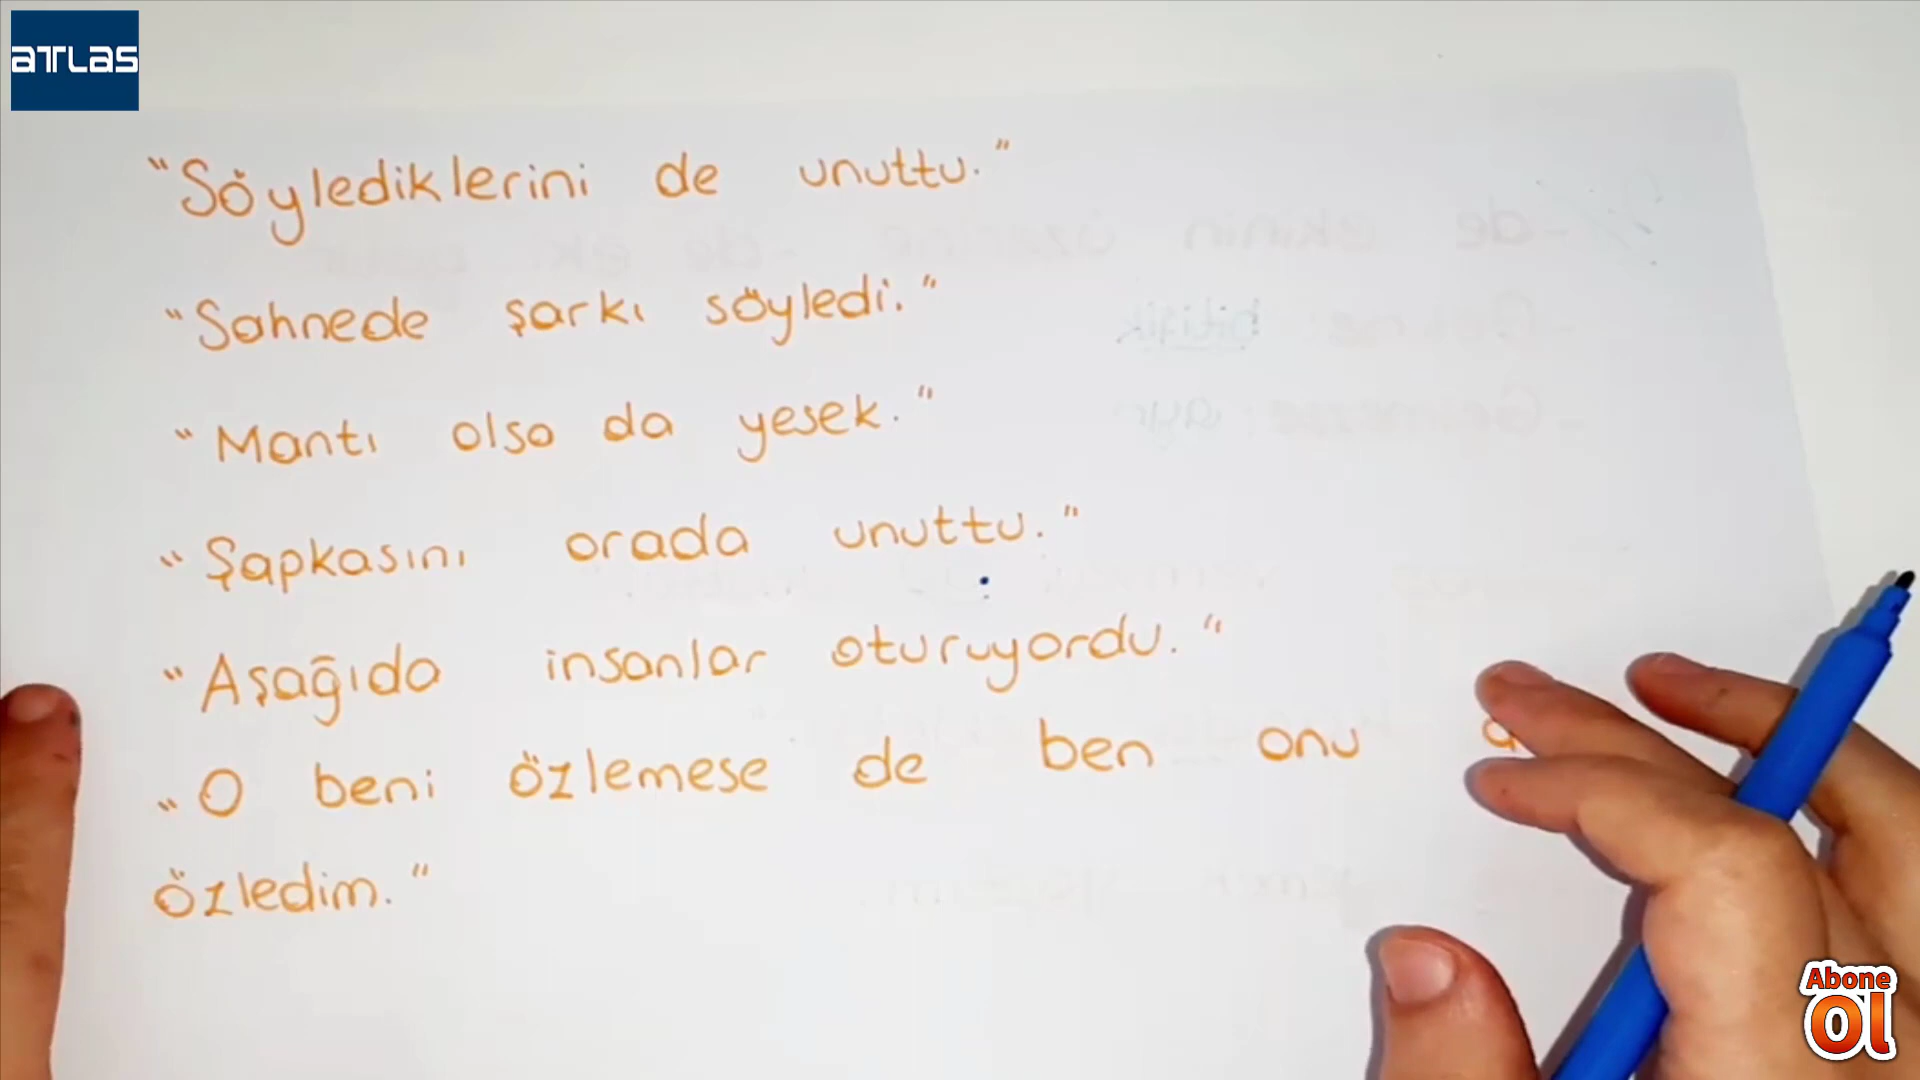 ATLAS
"Söylediklerini de unuttu."
"Sahnede şarkı söyledi."
"Mantı olsa da yesek."
"Şapkasını orada unuttu."
"Aşağıda insanlar oturuyordu."
"O beni özlemese de ben onu
özledim."
Abone
Ol